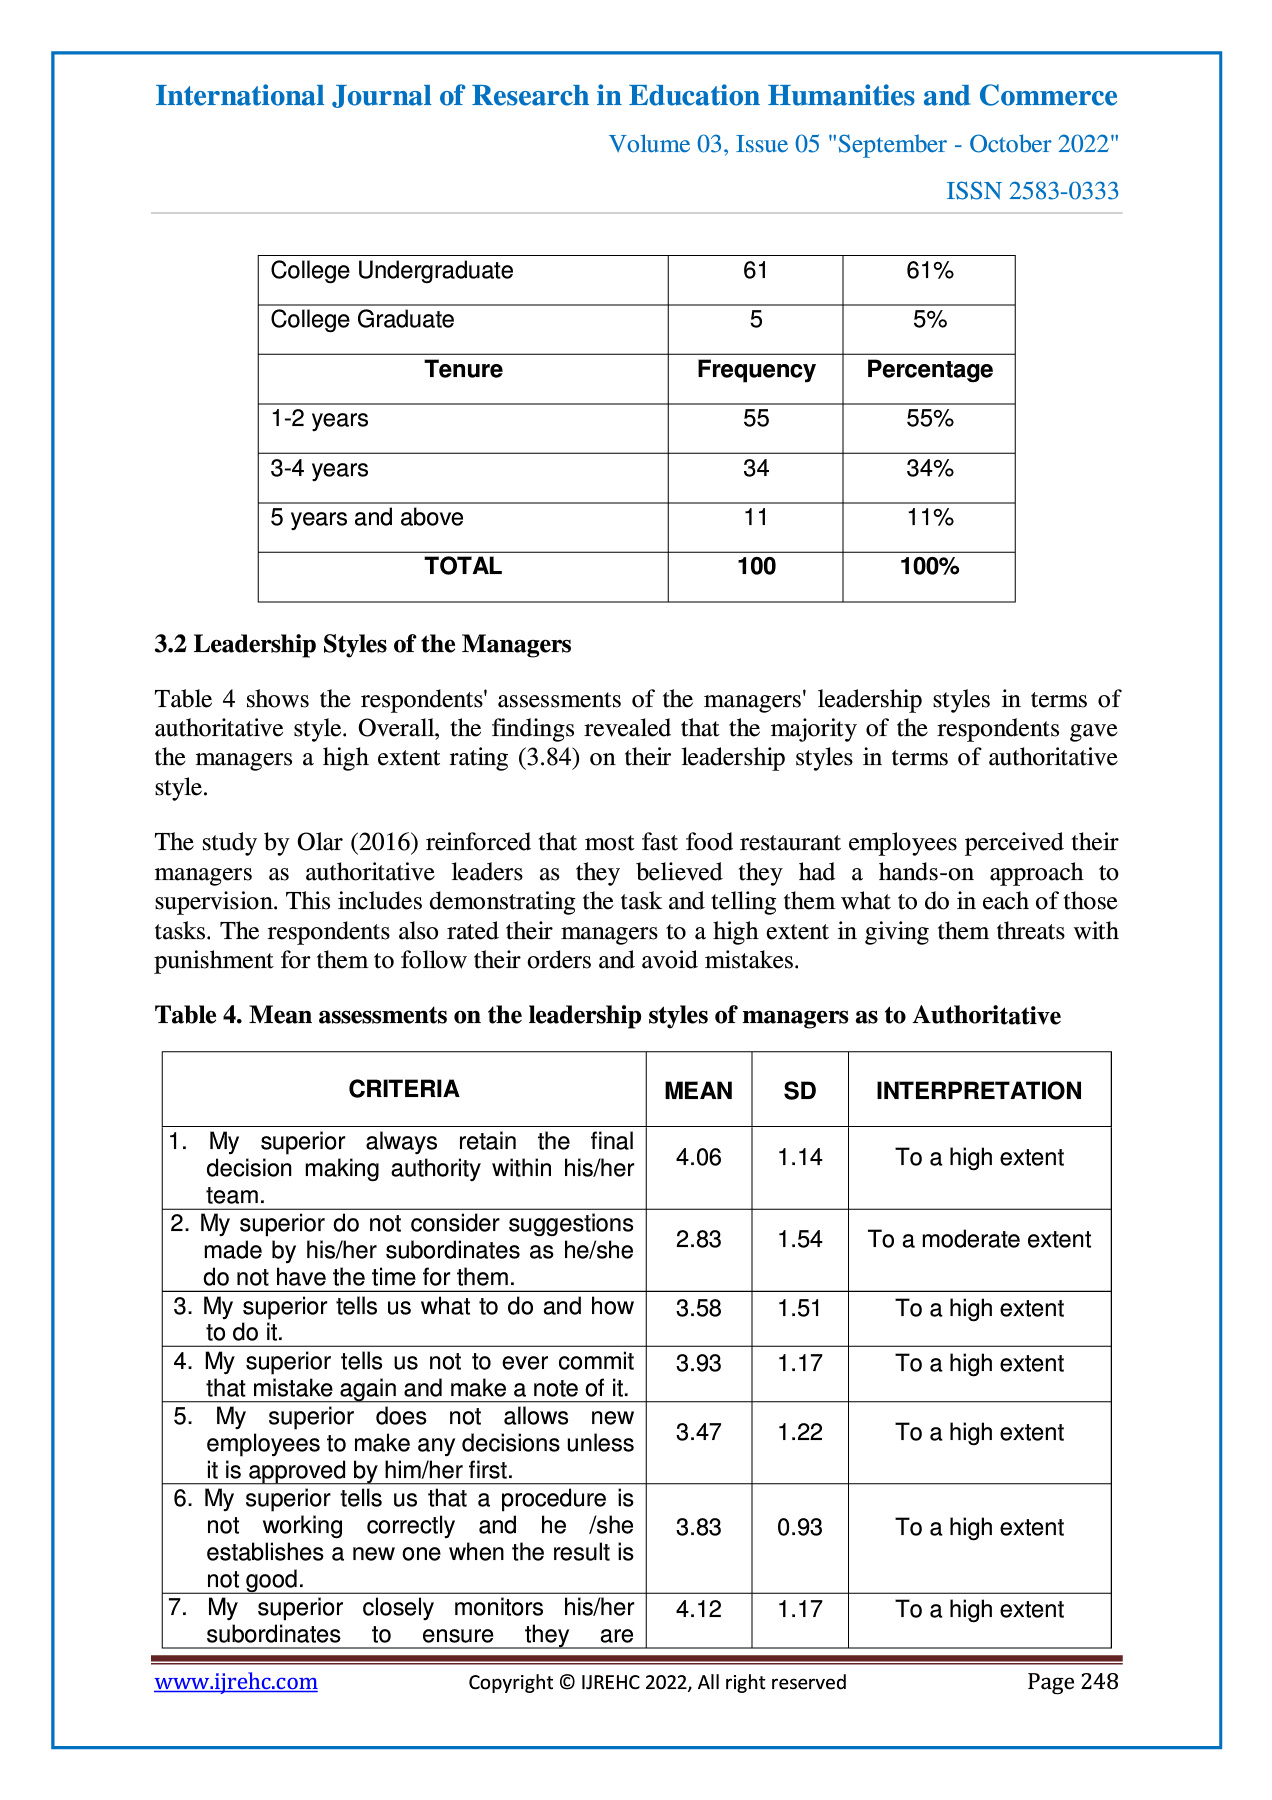 International Journal of Research in Education Humanities and Commerce
Volume 03, Issue 05 "September - October 2022"
ISSN 2583-0333
College Undergraduate 61 61%
College Graduate 5 5%
Tenure Frequency Percentage
1-2 years 55 55%
3-4 years 34 34%
5 years and above 11 11%
TOTAL 100 100%
3.2 Leadership Styles of the Managers
Table 4 shows the respondents' assessments of the managers' leadership styles in terms of
authoritative style. Overall, the findings revealed that the majority of the respondents gave
the managers a high extent rating (3.84) on their leadership styles in terms of authoritative
style.
The study by Olar (2016) reinforced that most fast food restaurant employees perceived their
managers as authoritative leaders as they believed they had a hands-on approach to
supervision. This includes demonstrating the task and telling them what to do in each of those
tasks. The respondents also rated their managers to a high extent in giving them threats with
punishment for them to follow their orders and avoid mistakes.
Table 4. Mean assessments on the leadership styles of managers as to Authoritative
CRITERIA MEAN SD INTERPRETATION
1. My superior always retain the final
decision making authority within his/her
team.
4.06 1.14 To a high extent
2. My superior do not consider suggestions
made by his/her subordinates as he/she
do not have the time for them.
2.83 1.54 To a moderate extent
3. My superior tells us what to do and how
to do it.
3.58 1.51 To a high extent
4. My superior tells us not to ever commit
that mistake again and make a note of it.
3.93 1.17 To a high extent
5. My superior does not allows new
employees to make any decisions unless
it is approved by him/her first.
3.47 1.22 To a high extent
6. My superior tells us that a procedure is
not working correctly and he /she
establishes a new one when the result is
not good.
3.83 0.93 To a high extent
7. My superior closely monitors his/her
subordinates to ensure they are
4.12 1.17 To a high extent
www.ijrehc.com Copyright © IJREHC 2022, All right reserved Page 248